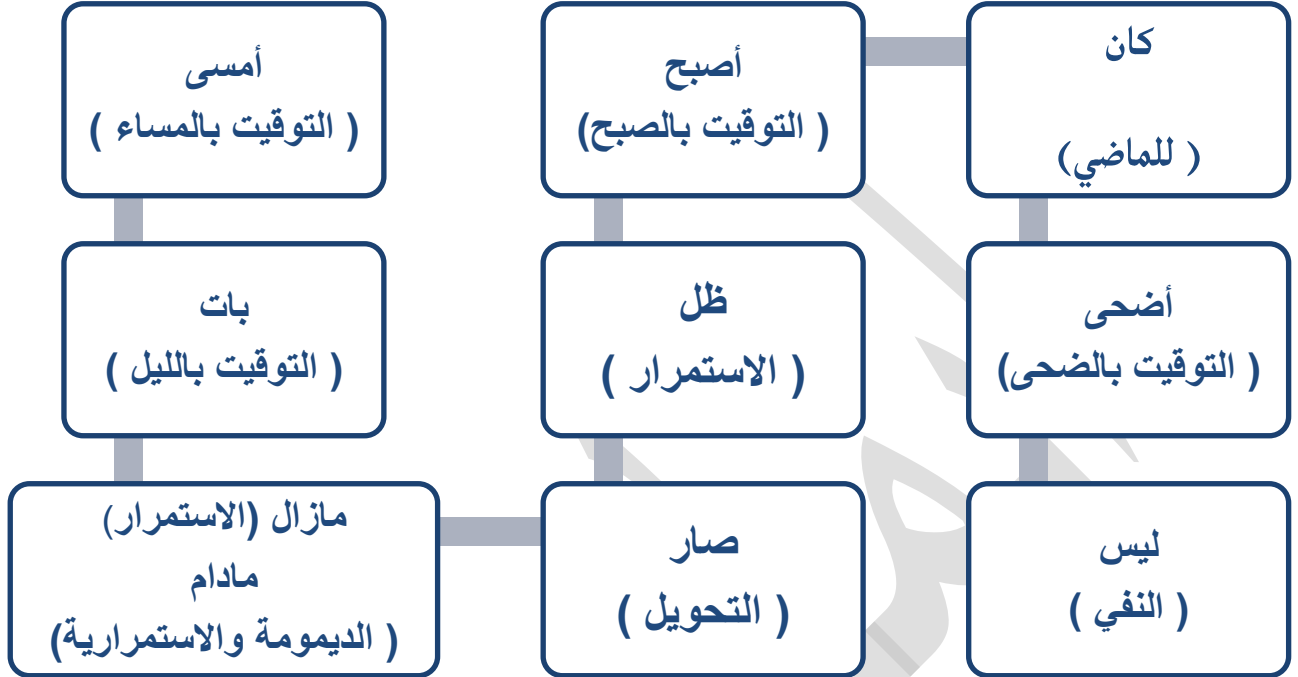 كان
( للماضي)
أصبح
( التوقيت بالصبح)
أمسى
( التوقيت بالمساء )
أضحى
( التوقيت بالضحى)
ظل
( الاستمرار )
بات
( التوقيت بالليل )
ليس
( النفي )
صار
( التحويل )
مازال (الاستمرار)
مادام
( الديمومة والاستمرارية)